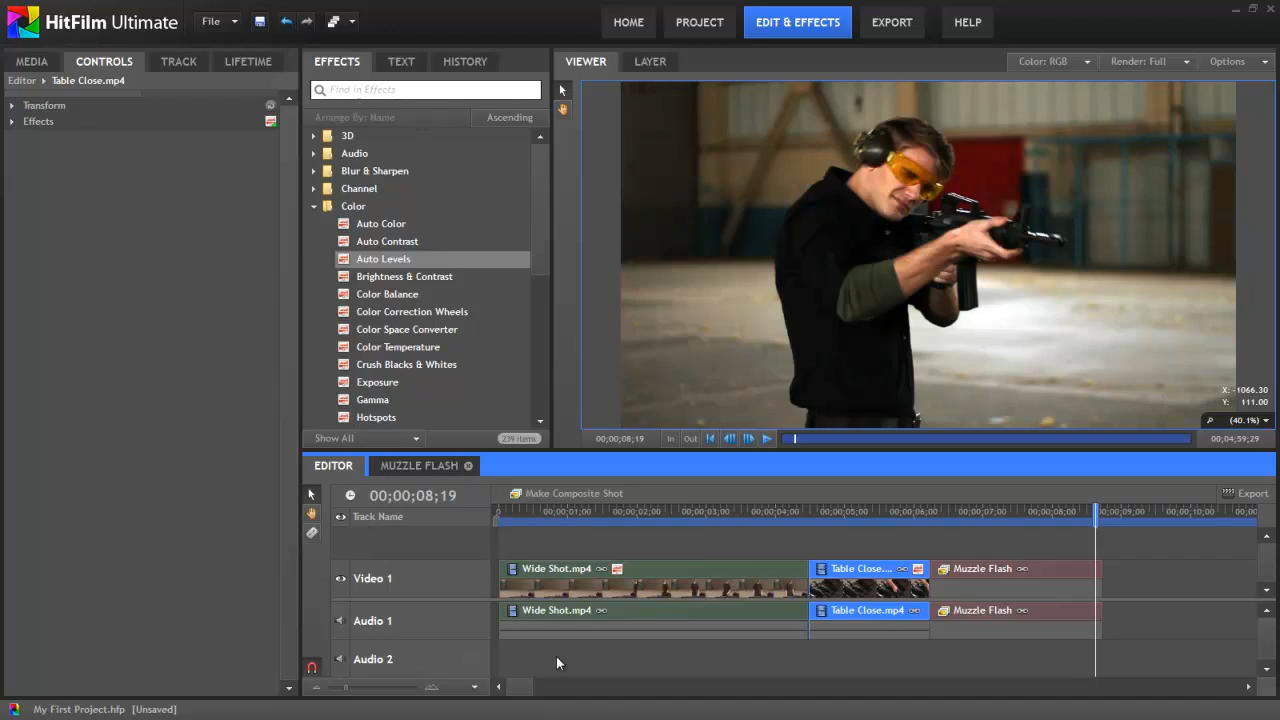 HitFilm Ultimate
File
HOME
PROJECT
EDIT & EFFECTS
EXPORT
HELP
MEDIA
CONTROLS
TRACK
LIFETIME
EFFECTS
TEXT
HISTORY
VIEWER
LAYER
Color: RGB
Render: Full
Options
Editor
Table Close.mp4
Transform
Effects
Find in Effects
Arrange By: Name
Ascending
3D
Audio
Blur & Sharpen
Channel
Color
Auto Color
Auto Contrast
Auto Levels
Brightness & Contrast
Color Balance
Color Correction Wheels
Color Space Converter
Color Temperature
Crush Blacks & Whites
Exposure
Gamma
Hotspots
Show All
239 items
X: -1066.30
Y: 111.00
(40.1%)
00;00;08;19
In
Out
00;04;59;29
EDITOR
MUZZLE FLASH
00;00;08;19
Make Composite Shot
Export
Track Name
0
00;00;01;00
00;00;02;00
00;00;03;00
00;00;04;00
00;00;05;00
00;00;06;00
00;00;07;00
00;00;08;00
00;00;09;00
00;00;10;00
Video 1
Wide Shot.mp4
Table Close....
Muzzle Flash
Audio 1
Wide Shot.mp4
Table Close.mp4
Muzzle Flash
Audio 2
My First Project.hfp
[Unsaved]